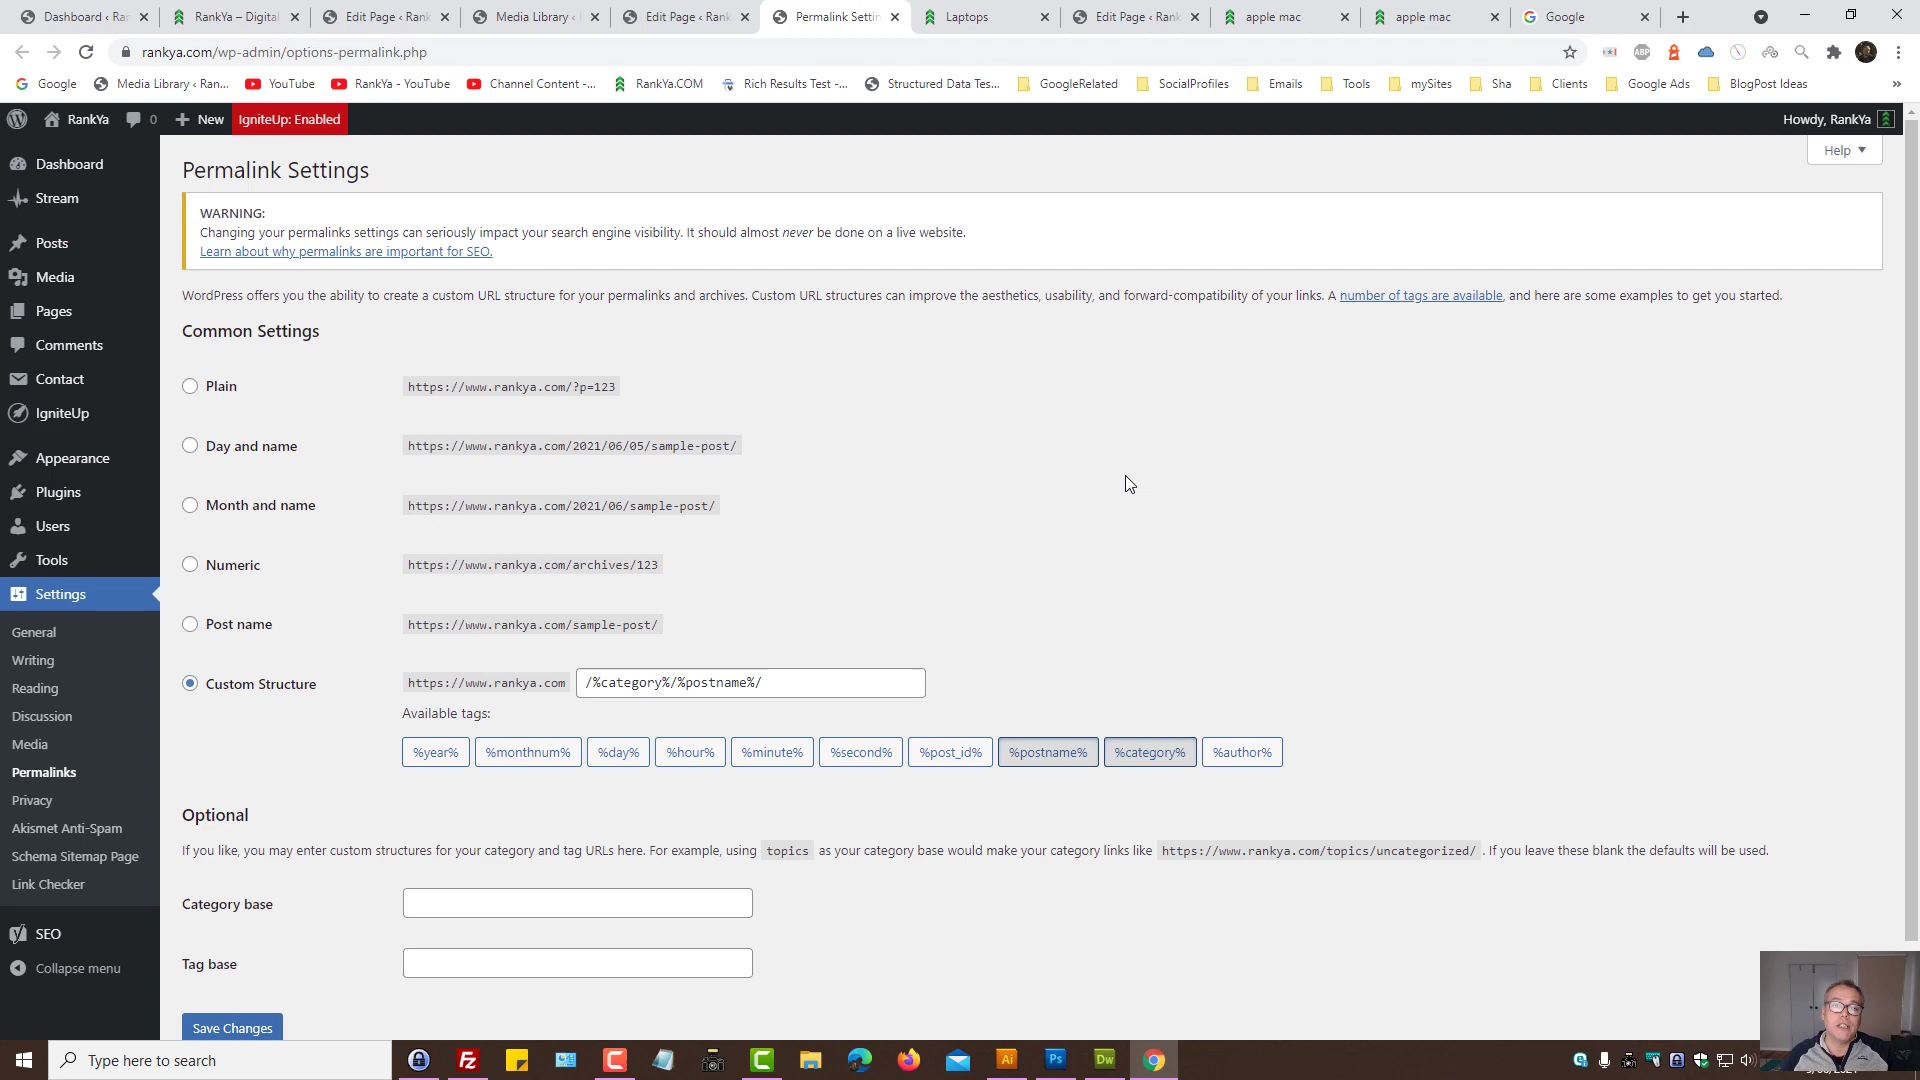 Dashboard ‹ Ran
RankYa – Digital
Edit Page ‹ Rank
Media Library ‹
Edit Page ‹ Rank
Permalink Settin
Laptops
Edit Page ‹ Rank
apple mac
apple mac
Google
rankya.com/wp-admin/options-permalink.php
Google
Media Library ‹ Ran...
YouTube
RankYa - YouTube
Channel Content -...
RankYa.COM
Rich Results Test -...
Structured Data Tes...
GoogleRelated
SocialProfiles
Emails
Tools
mySites
Sha
Clients
Google Ads
BlogPost Ideas
RankYa
0
New
IgniteUp: Enabled
Howdy, RankYa
Help
Dashboard
Stream
Posts
Media
Pages
Comments
Contact
IgniteUp
Appearance
Plugins
Users
Tools
Settings
General
Writing
Reading
Discussion
Media
Permalinks
Privacy
Akismet Anti-Spam
Schema Sitemap Page
Link Checker
SEO
Collapse menu
Permalink Settings
WARNING:
Changing your permalinks settings can seriously impact your search engine visibility. It should almost never be done on a live website.
Learn about why permalinks are important for SEO.
WordPress offers you the ability to create a custom URL structure for your permalinks and archives. Custom URL structures can improve the aesthetics, usability, and forward-compatibility of your links. A number of tags are available, and here are some examples to get you started.
Common Settings
Plain https://www.rankya.com/?p=123
Day and name https://www.rankya.com/2021/06/05/sample-post/
Month and name https://www.rankya.com/2021/06/sample-post/
Numeric https://www.rankya.com/archives/123
Post name https://www.rankya.com/sample-post/
Custom Structure https://www.rankya.com /%category%/%postname%/
Available tags:
%year% %monthnum% %day% %hour% %minute% %second% %post_id% %postname% %category% %author%
Optional
If you like, you may enter custom structures for your category and tag URLs here. For example, using topics as your category base would make your category links like https://www.rankya.com/topics/uncategorized/ . If you leave these blank the defaults will be used.
Category base
Tag base
Save Changes
Type here to search
Fz
Ai
Ps
Dw